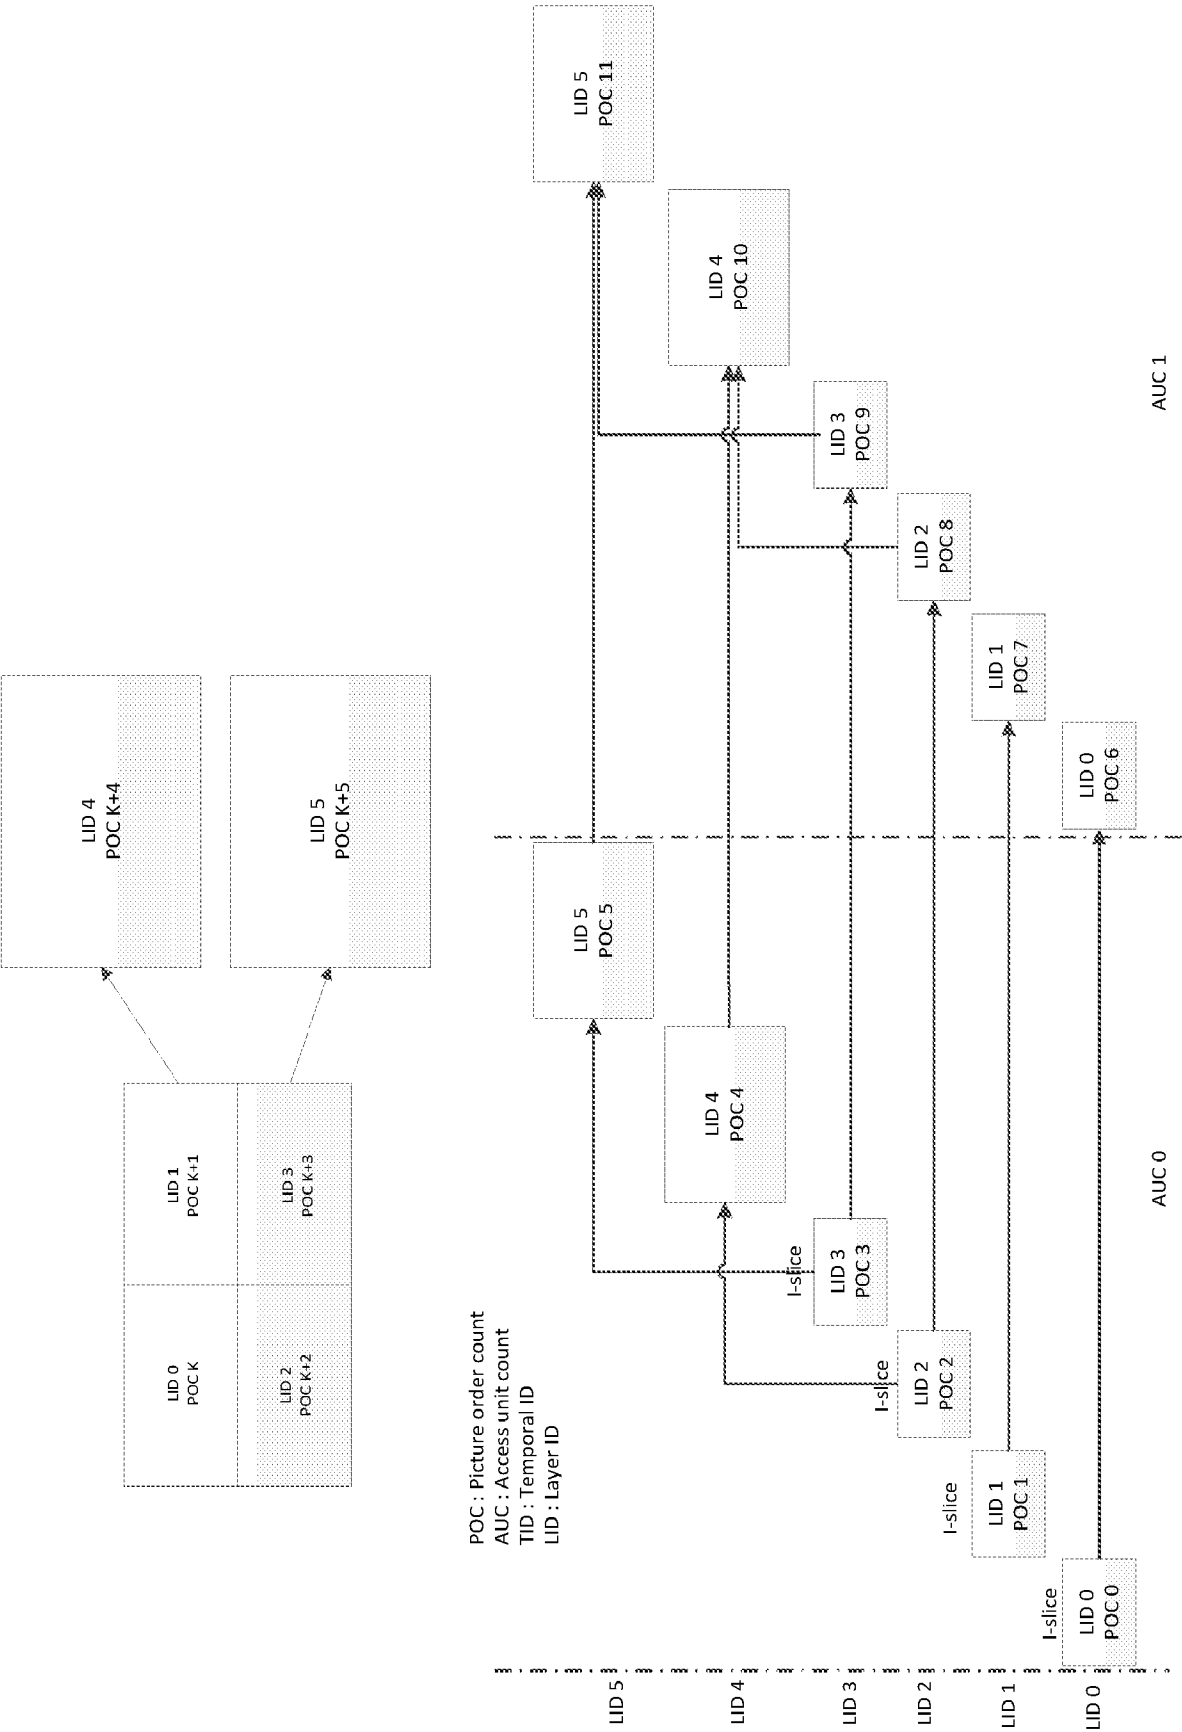 LID 0
POC K
LID 1
POC K+1
LID 2
POC K+2
LID 3
POC K+3
LID 4
POC K+4
LID 5
POC K+5
POC : Picture order count
AUC : Access unit count
TID : Temporal ID
LID : Layer ID
LID 5
LID 5
POC 5
LID 5
POC 11
LID 4
LID 4
POC 4
LID 4
POC 10
LID 3
I-slice
LID 3
POC 3
LID 3
POC 9
LID 2
I-slice
LID 2
POC 2
LID 2
POC 8
LID 1
I-slice
LID 1
POC 1
LID 1
POC 7
LID 0
I-slice
LID 0
POC 0
LID 0
POC 6
AUC 0
AUC 1